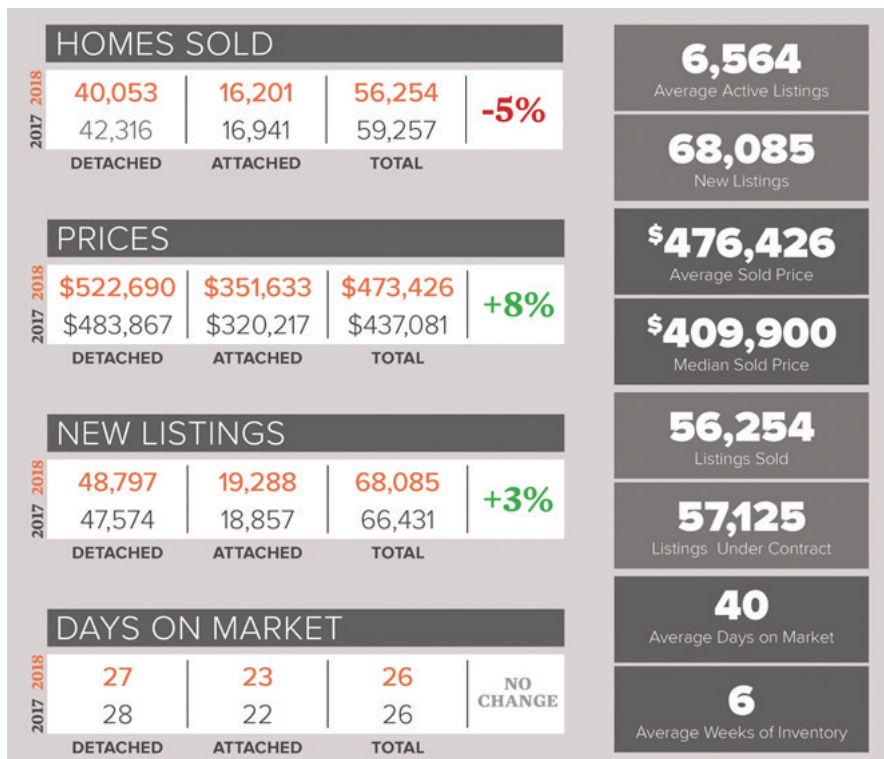 HOMES SOLD
2018 40,053 16,201 56,254
-5%
2017 42,316 16,941 59,257
DETACHED ATTACHED TOTAL
PRICES
2018 $522,690 $351,633 $473,426
+8%
2017 $483,867 $320,217 $437,081
DETACHED ATTACHED TOTAL
NEW LISTINGS
2018 48,797 19,288 68,085
+3%
2017 47,574 18,857 66,431
DETACHED ATTACHED TOTAL
DAYS ON MARKET
2018 27 23 26
NO
CHANGE
2017 28 22 26
DETACHED ATTACHED TOTAL
6,564
Average Active Listings
68,085
New Listings
$476,426
Average Sold Price
$409,900
Median Sold Price
56,254
Listings Sold
57,125
Listings Under Contract
40
Average Days on Market
6
Average Weeks of Inventory